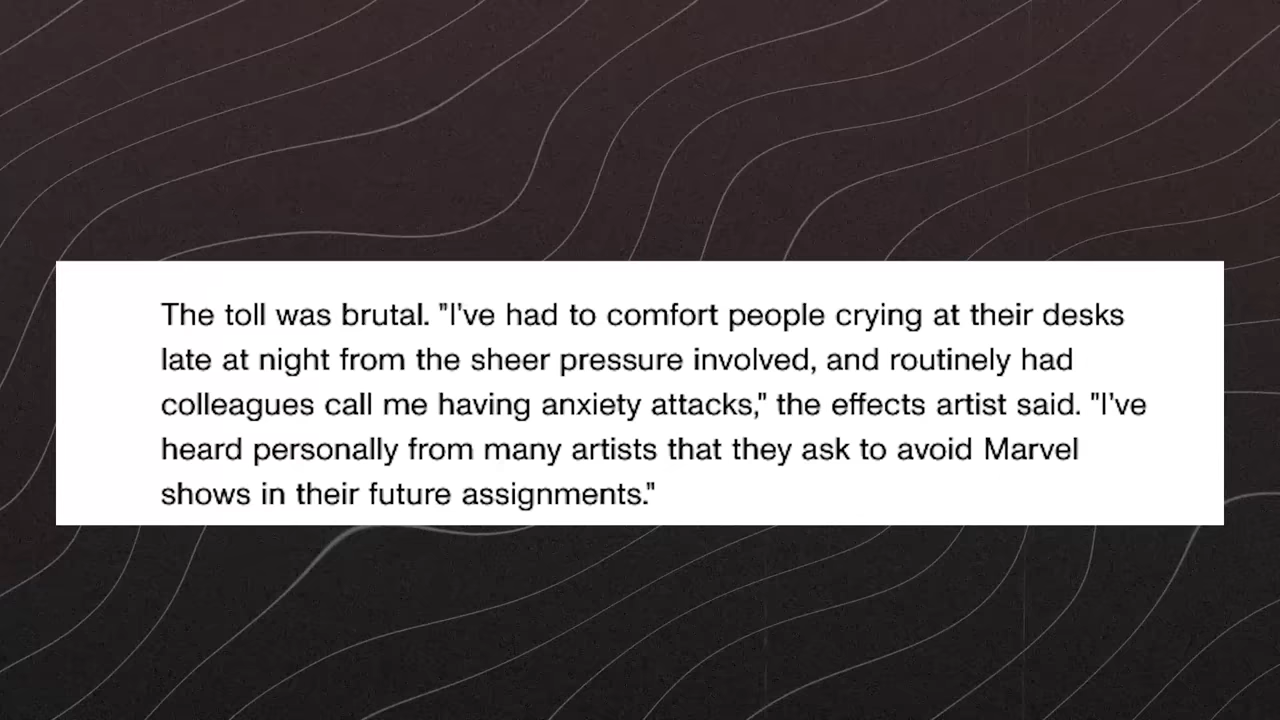 The toll was brutal. "I've had to comfort people crying at their desks
late at night from the sheer pressure involved, and routinely had
colleagues call me having anxiety attacks," the effects artist said. "I've
heard personally from many artists that they ask to avoid Marvel
shows in their future assignments."